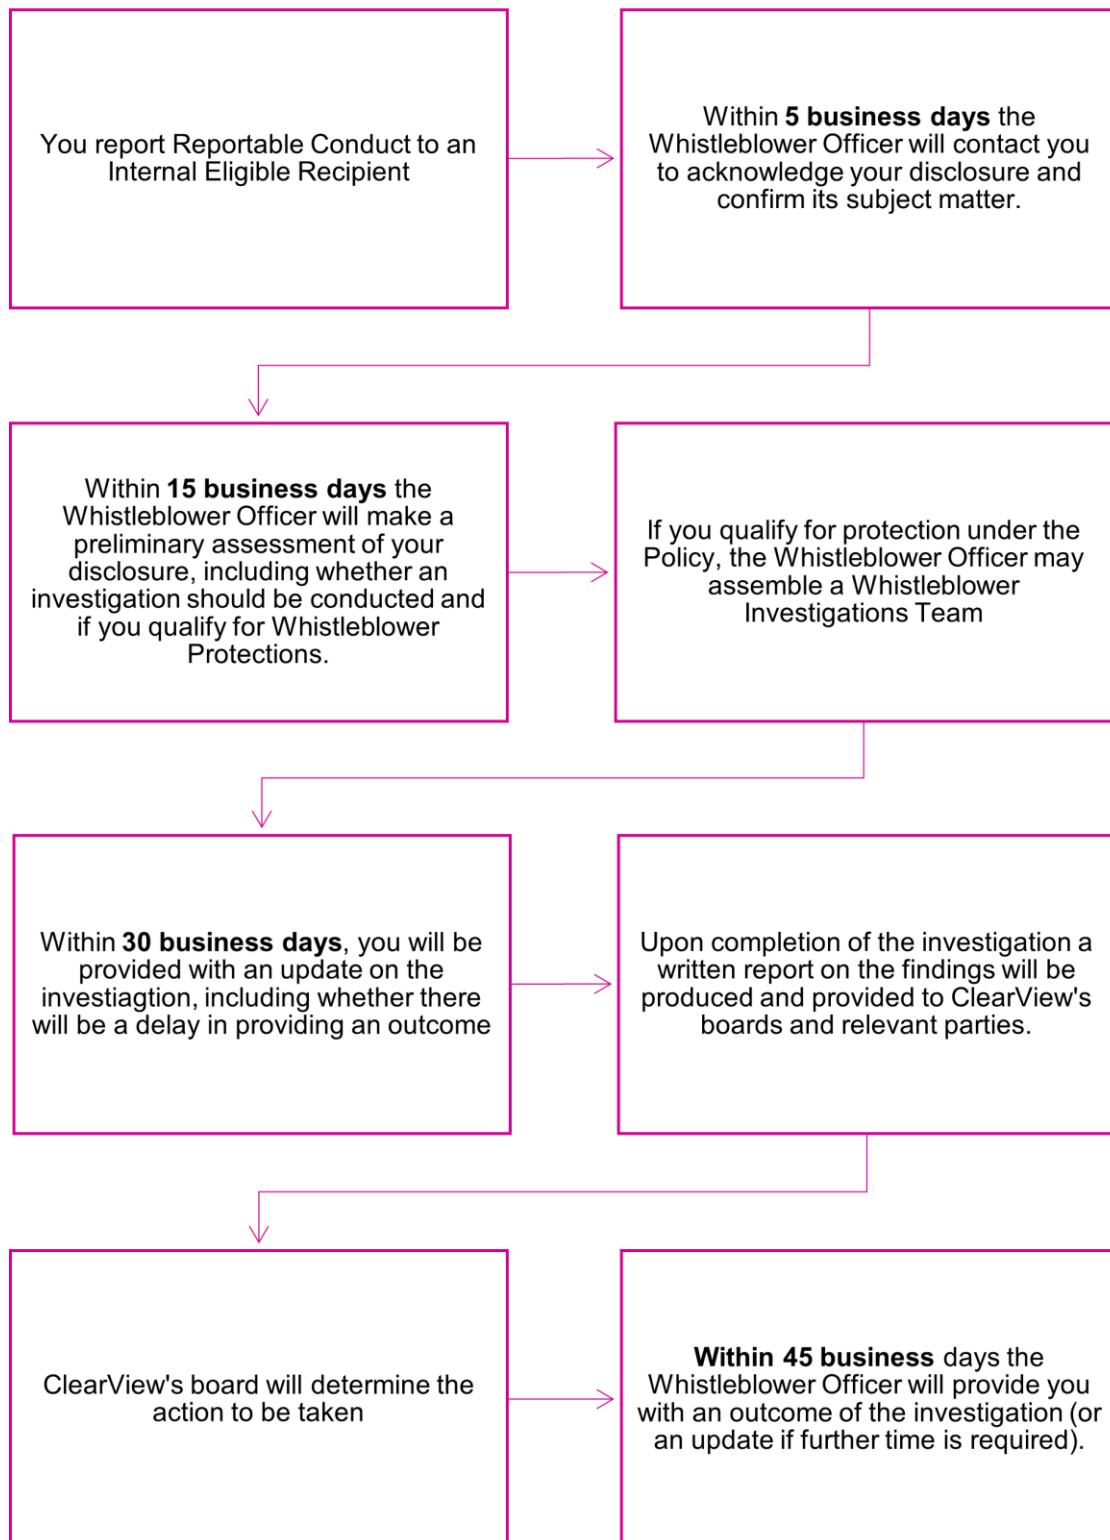 You report Reportable Conduct to an
Internal Eligible Recipient
Within 5 business days the
Whistleblower Officer will contact you
to acknowledge your disclosure and
confirm its subject matter.
Within 15 business days the
Whistleblower Officer will make a
preliminary assessment of your
disclosure, including whether an
investigation should be conducted and
if you qualify for Whistleblower
Protections.
If you qualify for protection under the
Policy, the Whistleblower Officer may
assemble a Whistleblower
Investigations Team
Within 30 business days, you will be
provided with an update on the
investiagtion, including whether there
will be a delay in providing an outcome
Upon completion of the investigation a
written report on the findings will be
produced and provided to ClearView's
boards and relevant parties.
ClearView's board will determine the
action to be taken
Within 45 business days the
Whistleblower Officer will provide you
with an outcome of the investigation (or
an update if further time is required).